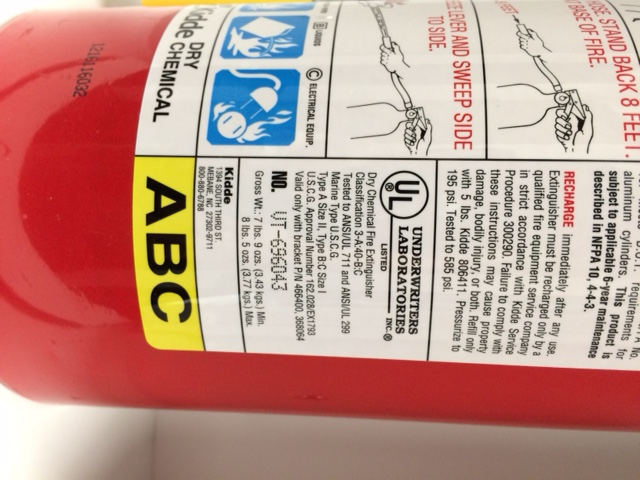 USE, STAND BACK 8 FEET.
BASE OF FIRE.
LEVER AND SWEEP SIDE
TO SIDE.
LIQUIDS
C ELECTRICAL EQUIP.
Kidde DRY
CHEMICAL
ABC
aluminum cylinders. This product is
subject to applicable 6-year maintenance
described in NFPA 10, 4-4-3.
RECHARGE immediately after any use.
Extinguisher must be recharged only by a
qualified fire equipment service company
in strict accordance with Kidde Service
Procedure 300290. Failure to comply with
these instructions may cause property
damage, bodily injury, or both. Refill only
with 5 lbs. Kidde 806411. Pressurize to
195 psi. Tested to 585 psi.
UL ®
UNDERWRITERS
LABORATORIES INC.®
LISTED
Dry Chemical Fire Extinguisher
Classification 3-A:40-B:C
Tested to ANSI/UL 711 and ANSI/UL 299
Marine Type U.S.C.G.
Type A Size II, Type B:C Size I
U.S.C.G. Approval Number 162.028/EX1793
Valid only with bracket P/N 466400, 366064
NO. UT-696043
Gross Wt.: 7 lbs. 9 ozs. (3.43 kgs.) Min.
8 lbs. 5 ozs. (3.77 kgs.) Max.
Kidde
1394 SOUTH THIRD ST.
MEBANE, NC 27302-9711
800-880-6788